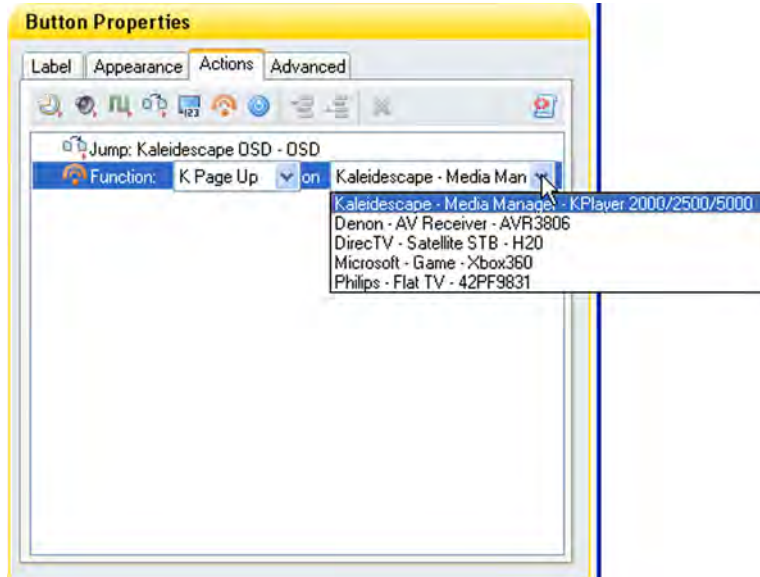 Button Properties
Label Appearance Actions Advanced
123
Jump: Kaleidescape OSD - OSD
Function: K Page Up on Kaleidescape - Media Man
Kaleidescape - Media Manager - KPlayer 2000/2500/5000
Denon - AV Receiver - AVR3806
DirecTV - Satellite STB - H20
Microsoft - Game - Xbox360
Philips - Flat TV - 42PF9831